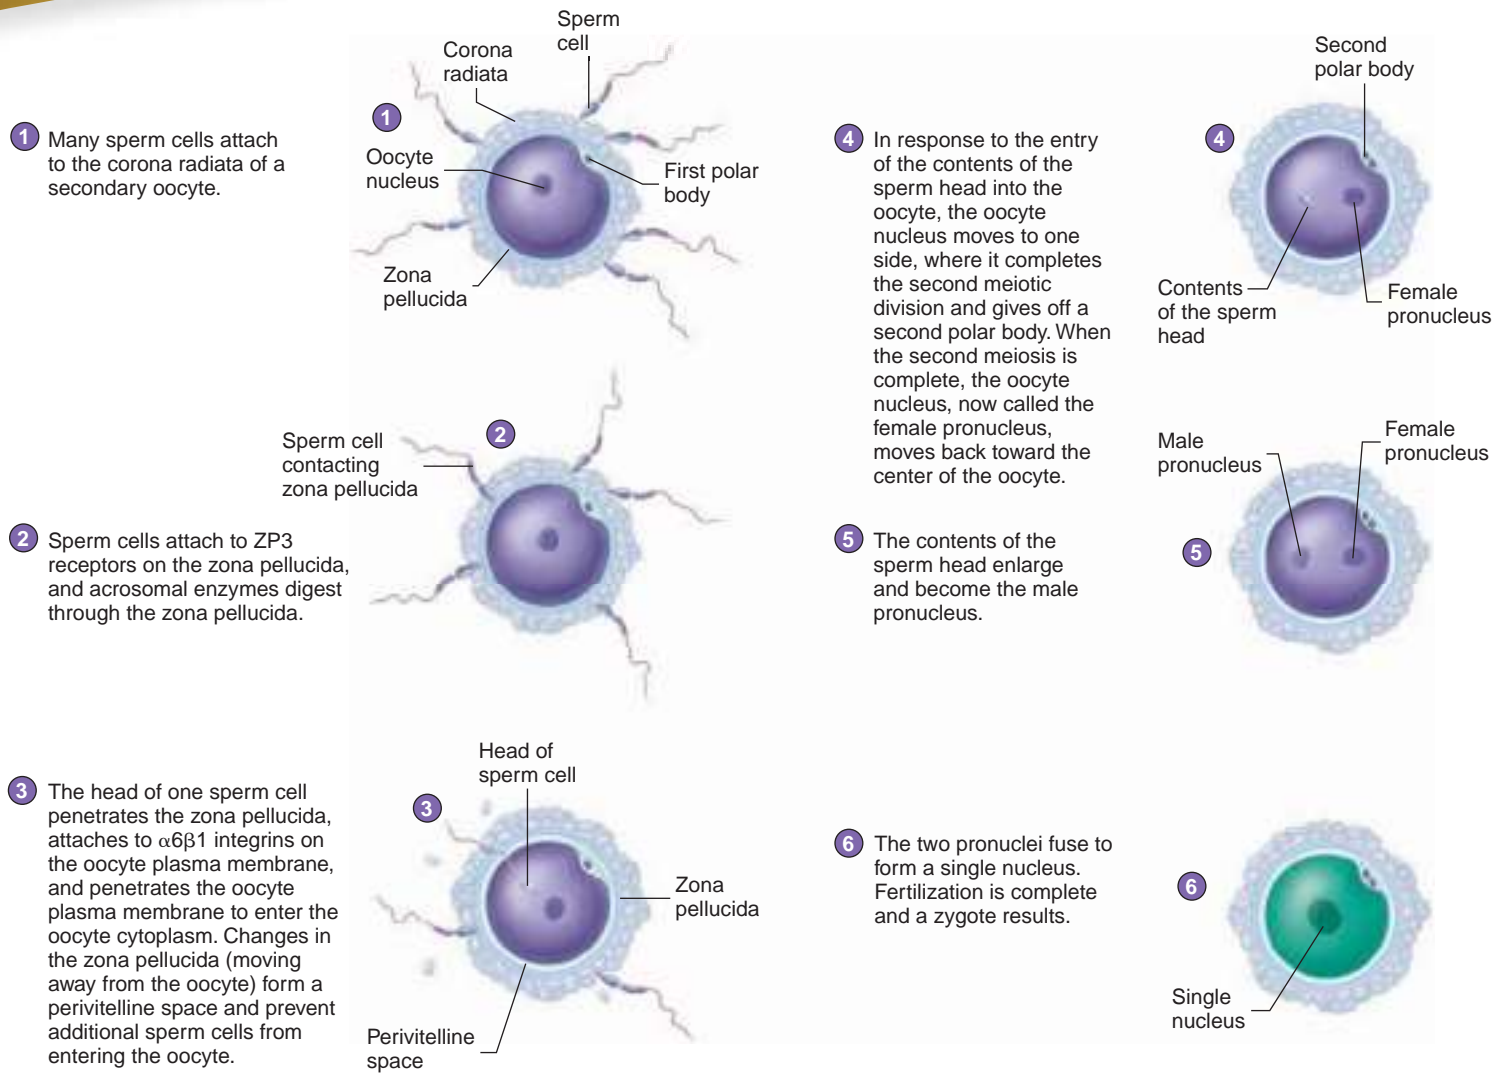 1 Many sperm cells attach
to the corona radiata of a
secondary oocyte.
Sperm
cell
Corona
radiata
1
Oocyte
nucleus
First polar
body
Zona
pellucida
2 Sperm cells attach to ZP3
receptors on the zona pellucida,
and acrosomal enzymes digest
through the zona pellucida.
2
Sperm cell
contacting
zona pellucida
3 The head of one sperm cell
penetrates the zona pellucida,
attaches to α6β1 integrins on
the oocyte plasma membrane,
and penetrates the oocyte
plasma membrane to enter the
oocyte cytoplasm. Changes in
the zona pellucida (moving
away from the oocyte) form a
perivitelline space and prevent
additional sperm cells from
entering the oocyte.
Head of
sperm cell
3
Zona
pellucida
Perivitelline
space
4 In response to the entry
of the contents of the
sperm head into the
oocyte, the oocyte
nucleus moves to one
side, where it completes
the second meiotic
division and gives off a
second polar body. When
the second meiosis is
complete, the oocyte
nucleus, now called the
female pronucleus,
moves back toward the
center of the oocyte.
Second
polar body
4
Contents
of the sperm
head
Female
pronucleus
5 The contents of the
sperm head enlarge
and become the male
pronucleus.
Male
pronucleus
Female
pronucleus
5
6 The two pronuclei fuse to
form a single nucleus.
Fertilization is complete
and a zygote results.
6
Single
nucleus